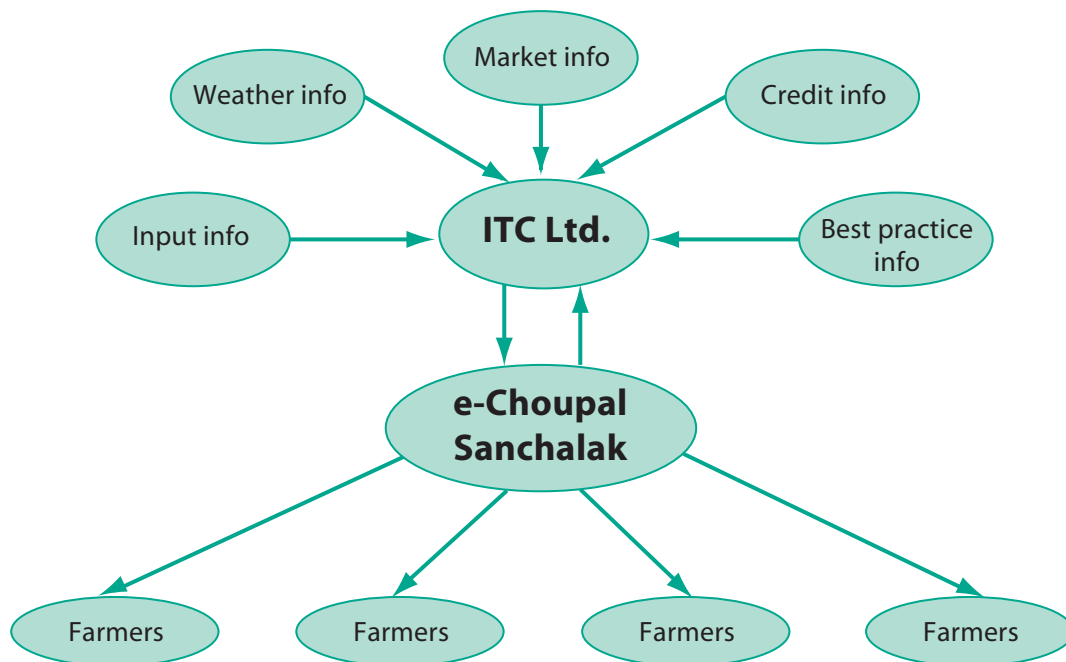 Market info
Weather info
Credit info
Input info
ITC Ltd.
Best practice
info
e-Choupal
Sanchalak
Farmers
Farmers
Farmers
Farmers